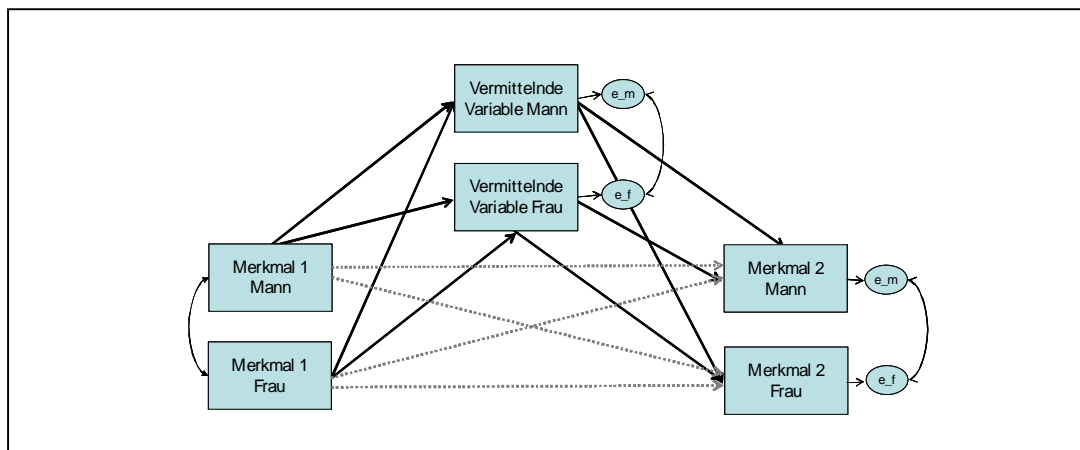 Vermittelnde
Variable Mann
e_m
Vermittelnde
Variable Frau
e_f
Merkmal 1
Mann
Merkmal 2
Mann
e_m
Merkmal 1
Frau
Merkmal 2
Frau
e_f